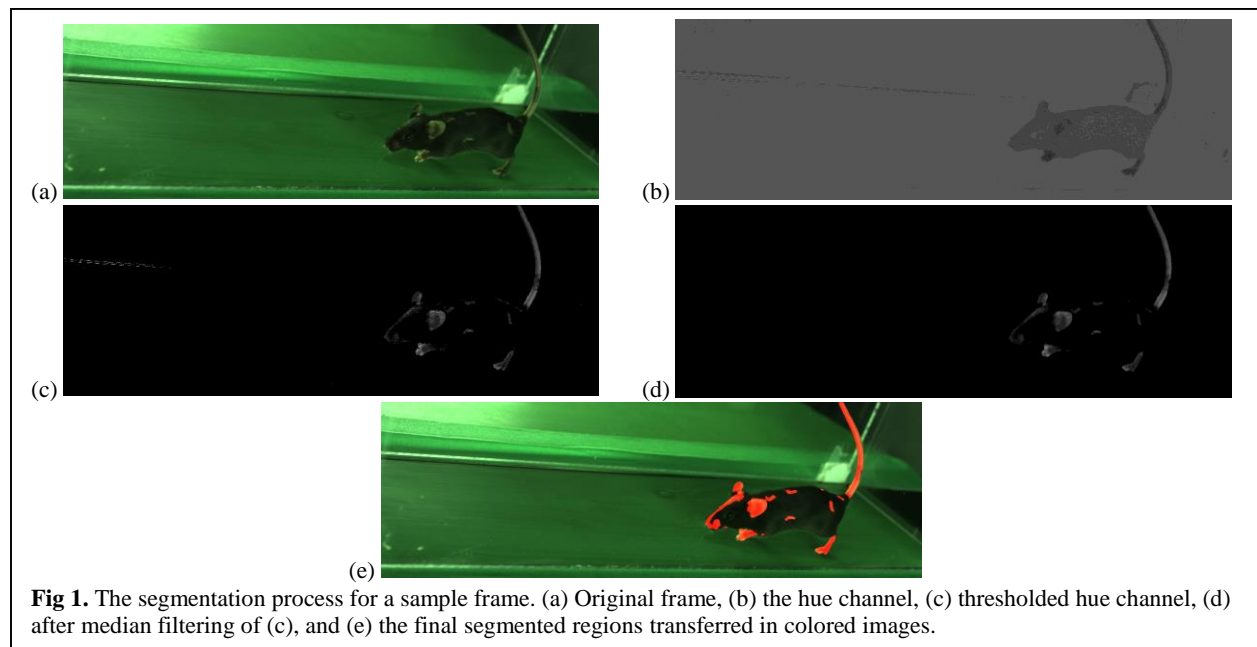 (a)
(b)
(c)
(d)
(e)
Fig 1. The segmentation process for a sample frame. (a) Original frame, (b) the hue channel, (c) thresholded hue channel, (d)
after median filtering of (c), and (e) the final segmented regions transferred in colored images.